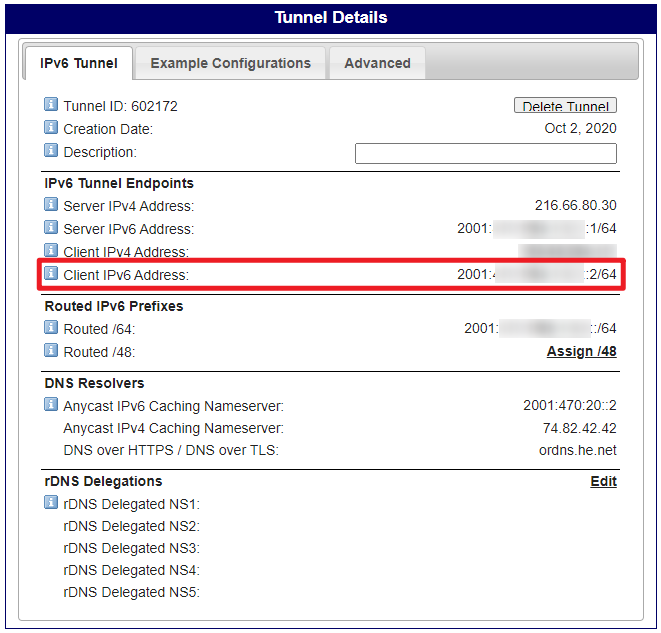 Tunnel Details
IPv6 Tunnel Example Configurations Advanced
Tunnel ID: 602172 Delete Tunnel
Creation Date: Oct 2, 2020
Description:
IPv6 Tunnel Endpoints
Server IPv4 Address: 216.66.80.30
Server IPv6 Address: 2001: :1/64
Client IPv4 Address:
Client IPv6 Address: 2001: ::2/64
Routed IPv6 Prefixes
Routed /64: 2001: ::/64
Routed /48: Assign /48
DNS Resolvers
Anycast IPv6 Caching Nameserver: 2001:470:20::2
Anycast IPv4 Caching Nameserver: 74.82.42.42
DNS over HTTPS / DNS over TLS: ordns.he.net
rDNS Delegations Edit
rDNS Delegated NS1:
rDNS Delegated NS2:
rDNS Delegated NS3:
rDNS Delegated NS4:
rDNS Delegated NS5: